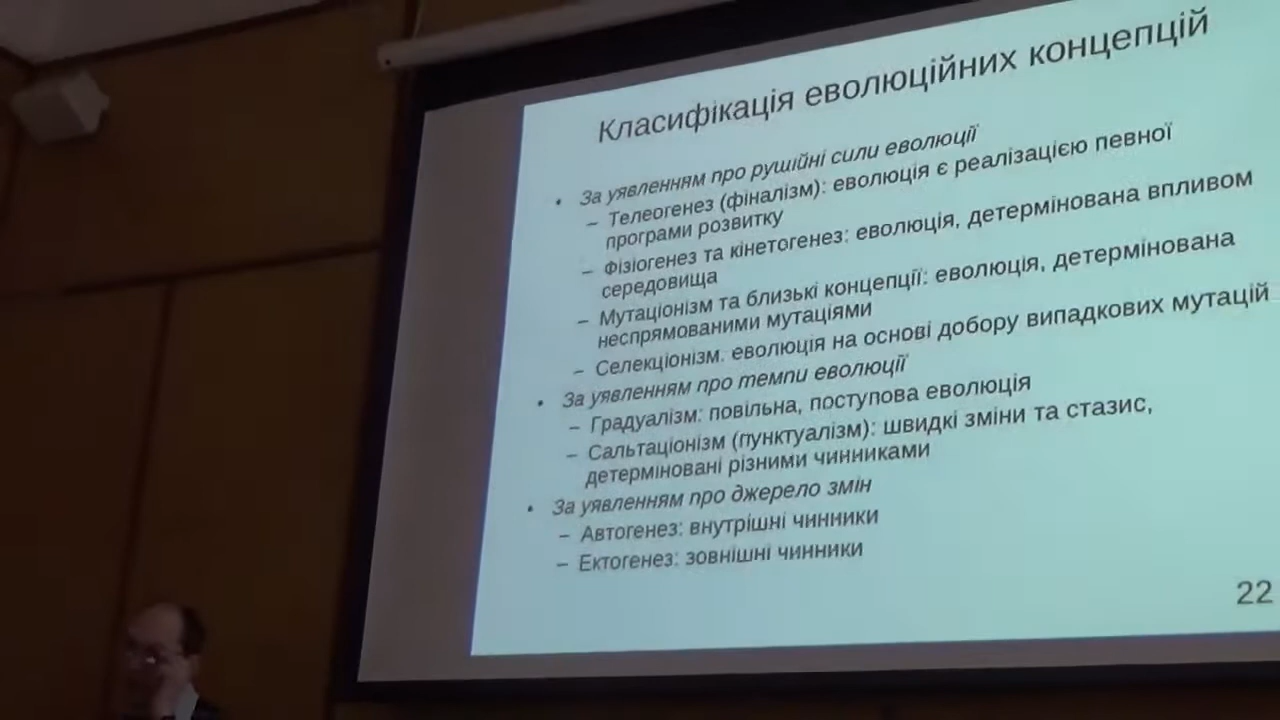 Класифікація еволюційних концепцій
• За уявленням про рушійні сили еволюції
– Телеогенез (фіналізм): еволюція є реалізацією певної
програми розвитку
– Фізіогенез та кінетогенез: еволюція, детермінована впливом
середовища
– Мутаціонізм та близькі концепції: еволюція, детермінована
неспрямованими мутаціями
– Селекціонізм. еволюція на основі добору випадкових мутацій
• За уявленням про темпи еволюції
– Градуалізм: повільна, поступова еволюція
– Сальтаціонізм (пунктуалізм): швидкі зміни та стазис,
детерміновані різними чинниками
• За уявленням про джерело змін
– Автогенез: внутрішні чинники
– Ектогенез: зовнішні чинники
22